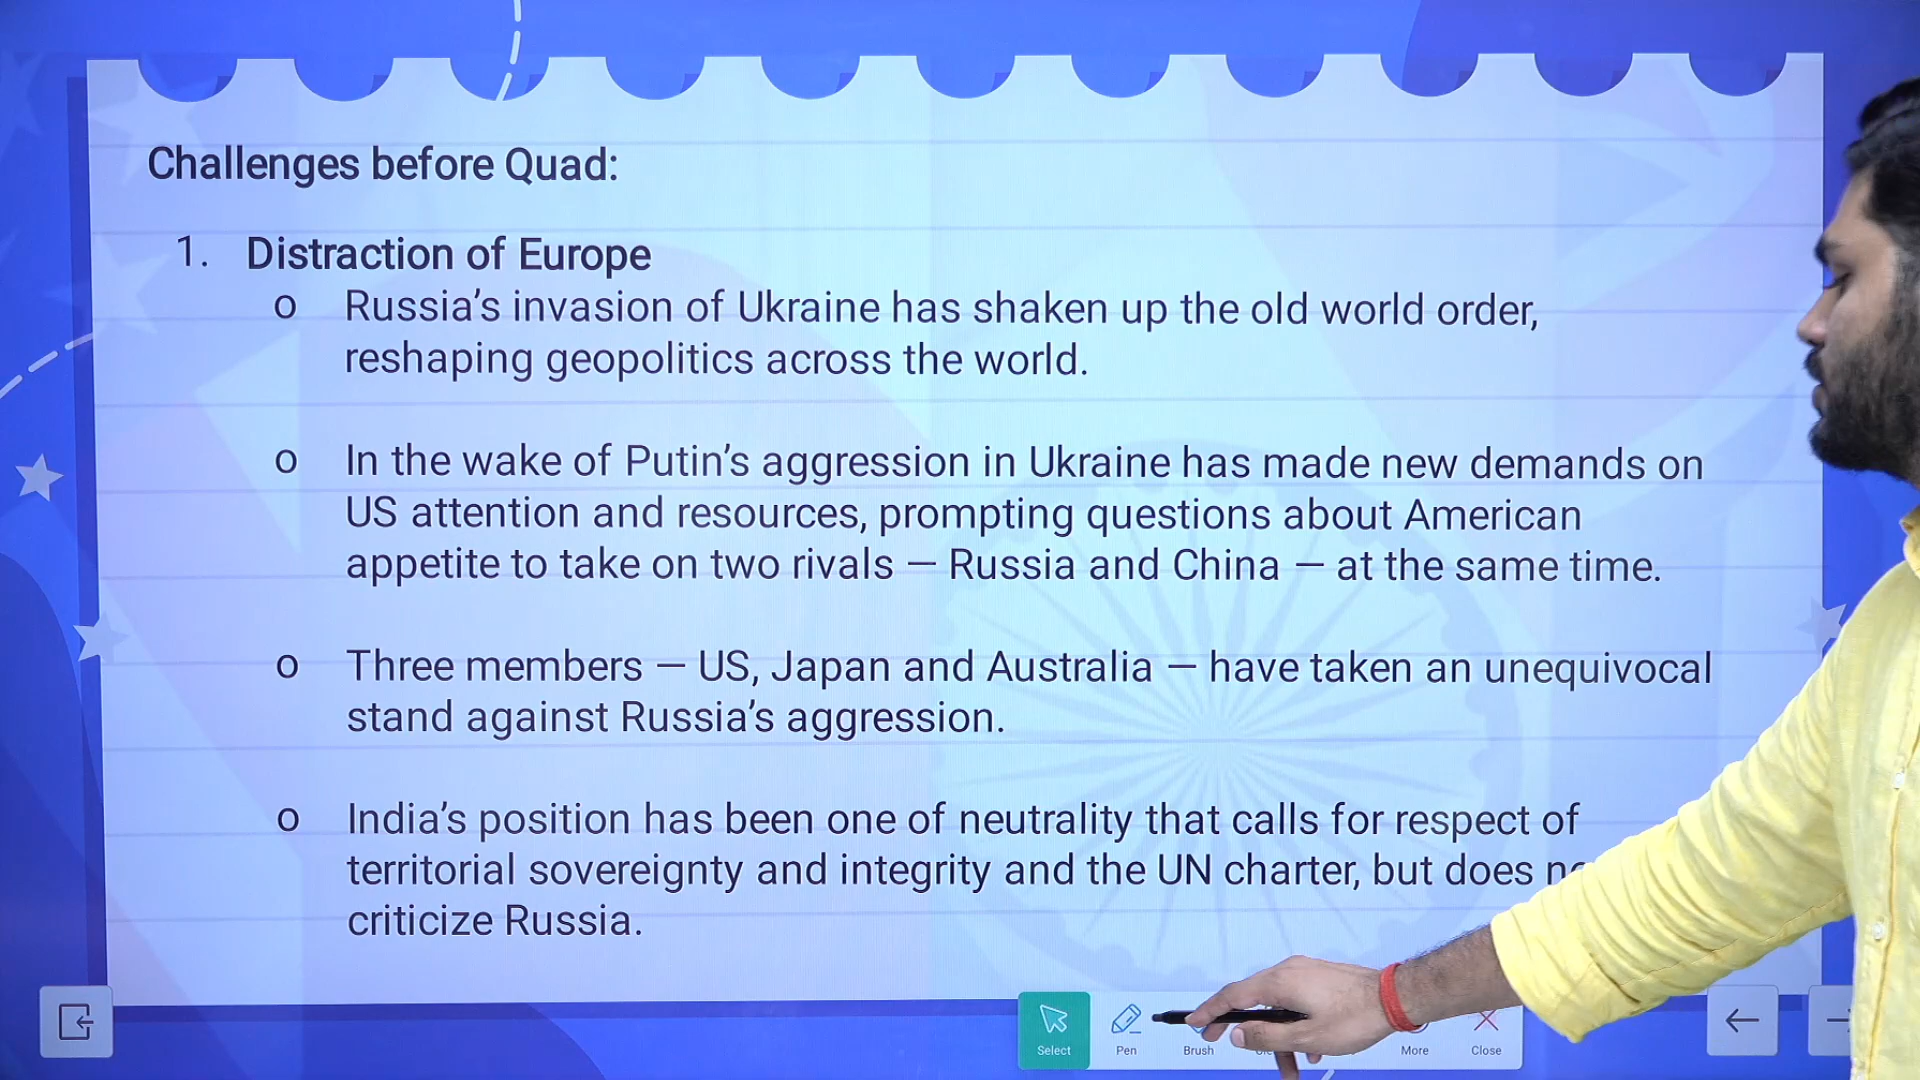 Challenges before Quad:
1. Distraction of Europe
o Russia’s invasion of Ukraine has shaken up the old world order,
reshaping geopolitics across the world.
o In the wake of Putin’s aggression in Ukraine has made new demands on
US attention and resources, prompting questions about American
appetite to take on two rivals — Russia and China — at the same time.
o Three members — US, Japan and Australia — have taken an unequivocal
stand against Russia’s aggression.
o India’s position has been one of neutrality that calls for respect of
territorial sovereignty and integrity and the UN charter, but does
criticize Russia.
Select Pen Brush More Close